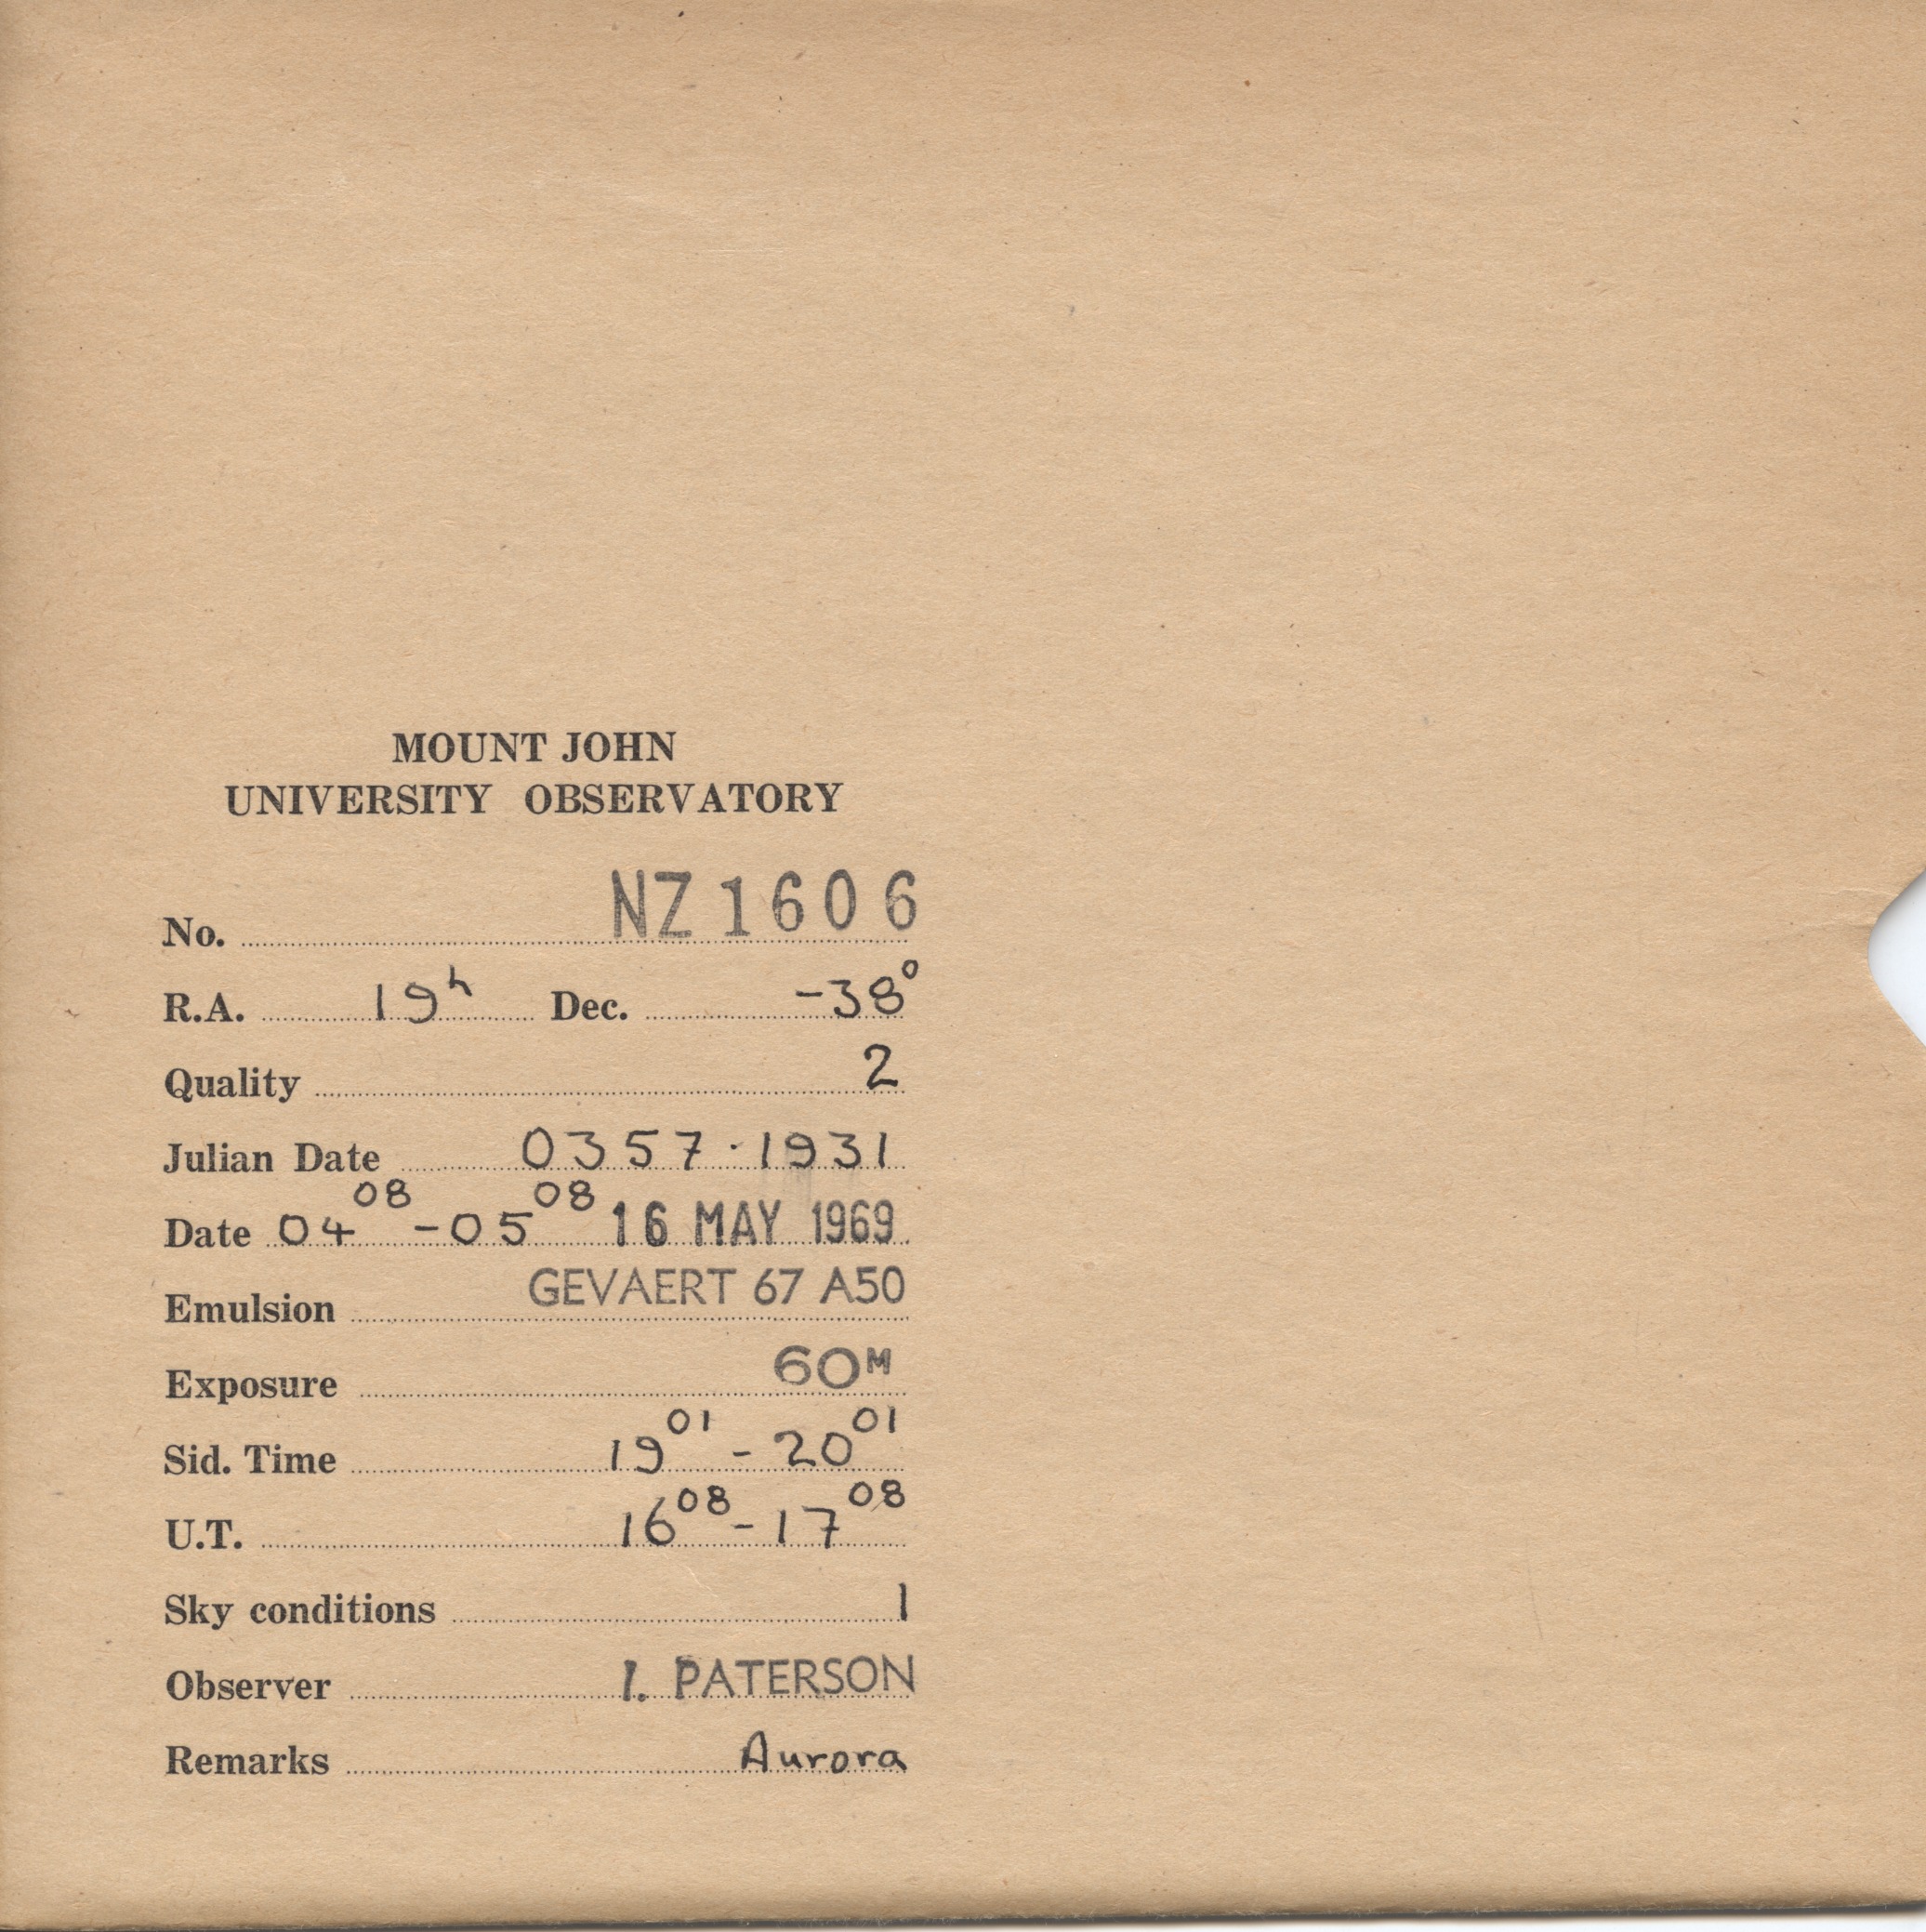 MOUNT JOHN
UNIVERSITY OBSERVATORY
No. NZ 1606
R.A. 19h Dec. -38°
Quality 2
Julian Date 0357·1931
Date 04 08 - 05 08 16 MAY 1969
Emulsion GEVAERT 67 A50
Exposure 60M
Sid. Time 19 01 - 20 01
U.T. 16 08 - 17 08
Sky conditions 1
Observer I. PATERSON
Remarks Aurora